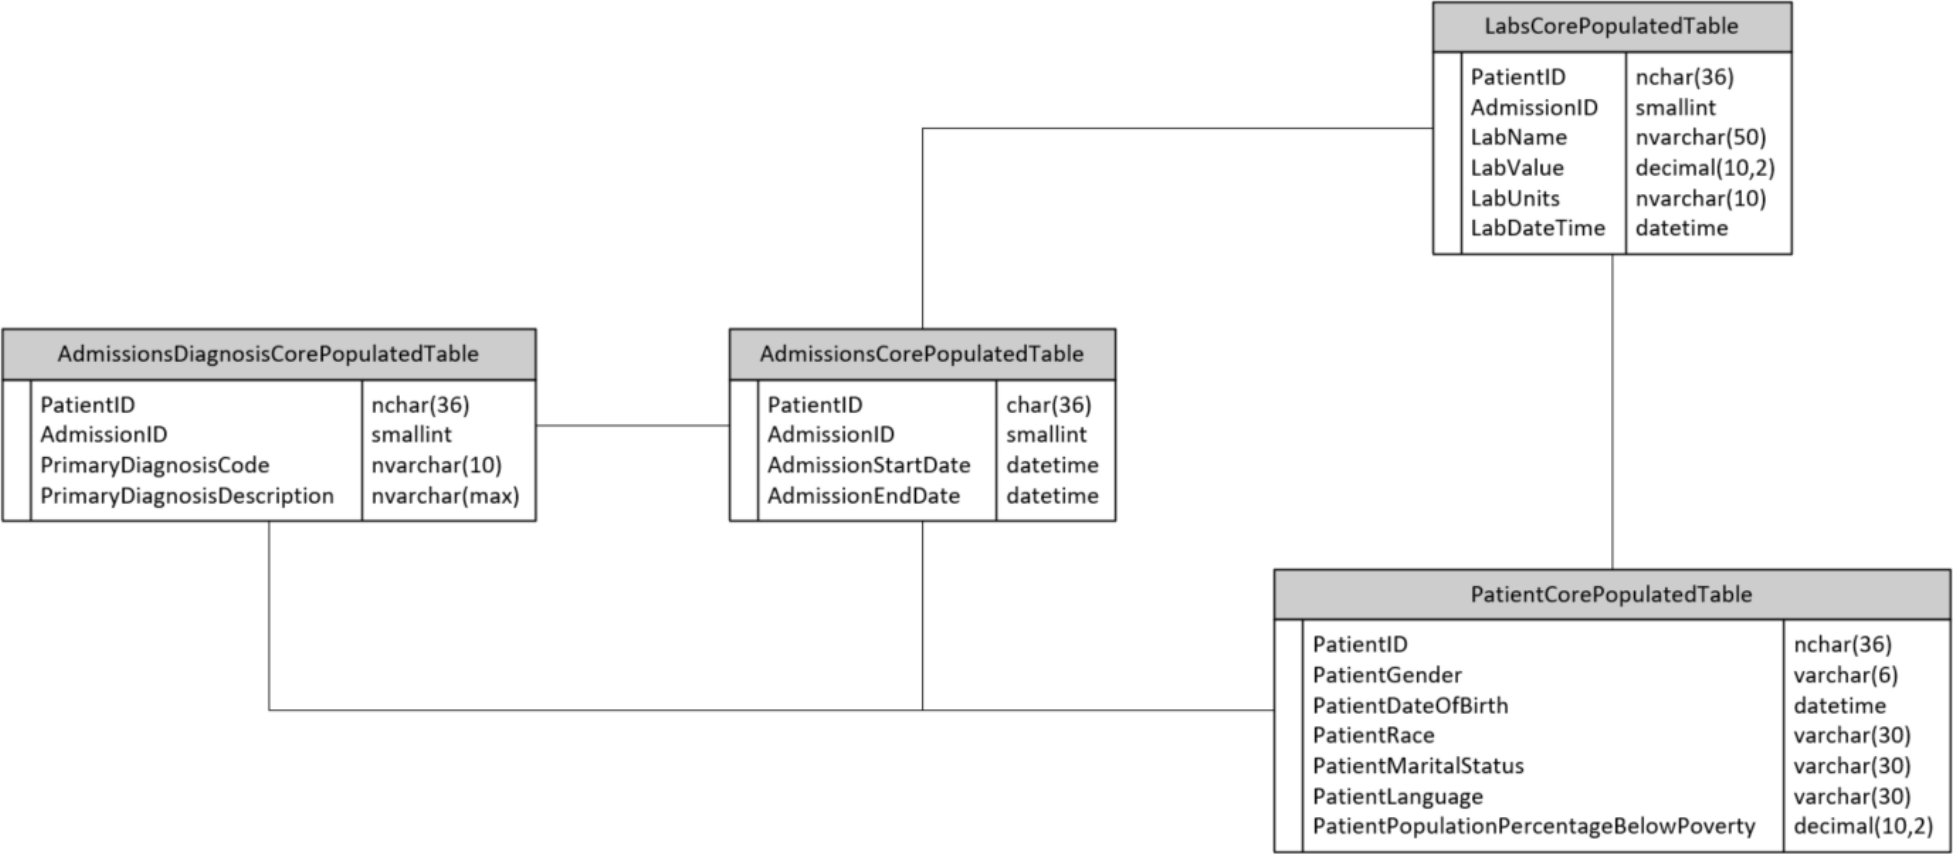 LabsCorePopulatedTable
PatientID nchar(36)
AdmissionID smallint
LabName nvarchar(50)
LabValue decimal(10,2)
LabUnits nvarchar(10)
LabDateTime datetime
AdmissionsDiagnosisCorePopulatedTable
PatientID nchar(36)
AdmissionID smallint
PrimaryDiagnosisCode nvarchar(10)
PrimaryDiagnosisDescription nvarchar(max)
AdmissionsCorePopulatedTable
PatientID char(36)
AdmissionID smallint
AdmissionStartDate datetime
AdmissionEndDate datetime
PatientCorePopulatedTable
PatientID nchar(36)
PatientGender varchar(6)
PatientDateOfBirth datetime
PatientRace varchar(30)
PatientMaritalStatus varchar(30)
PatientLanguage varchar(30)
PatientPopulationPercentageBelowPoverty decimal(10,2)